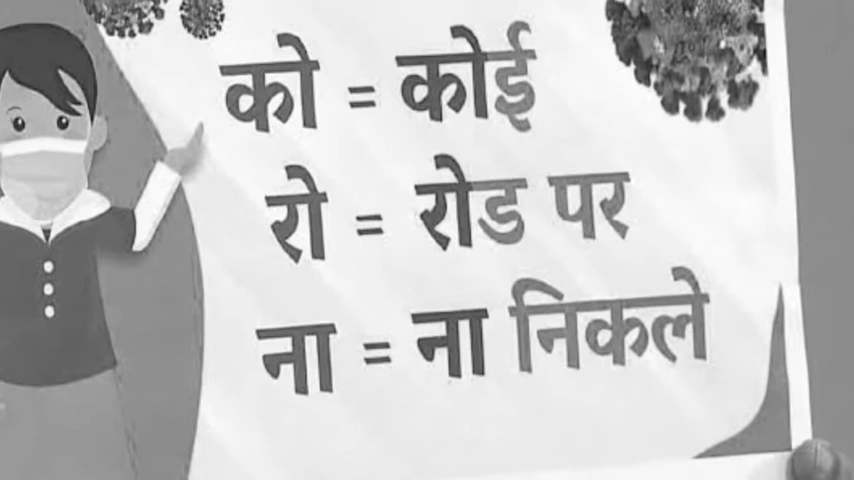 को = कोई
रो = रोड पर
ना = ना निकले